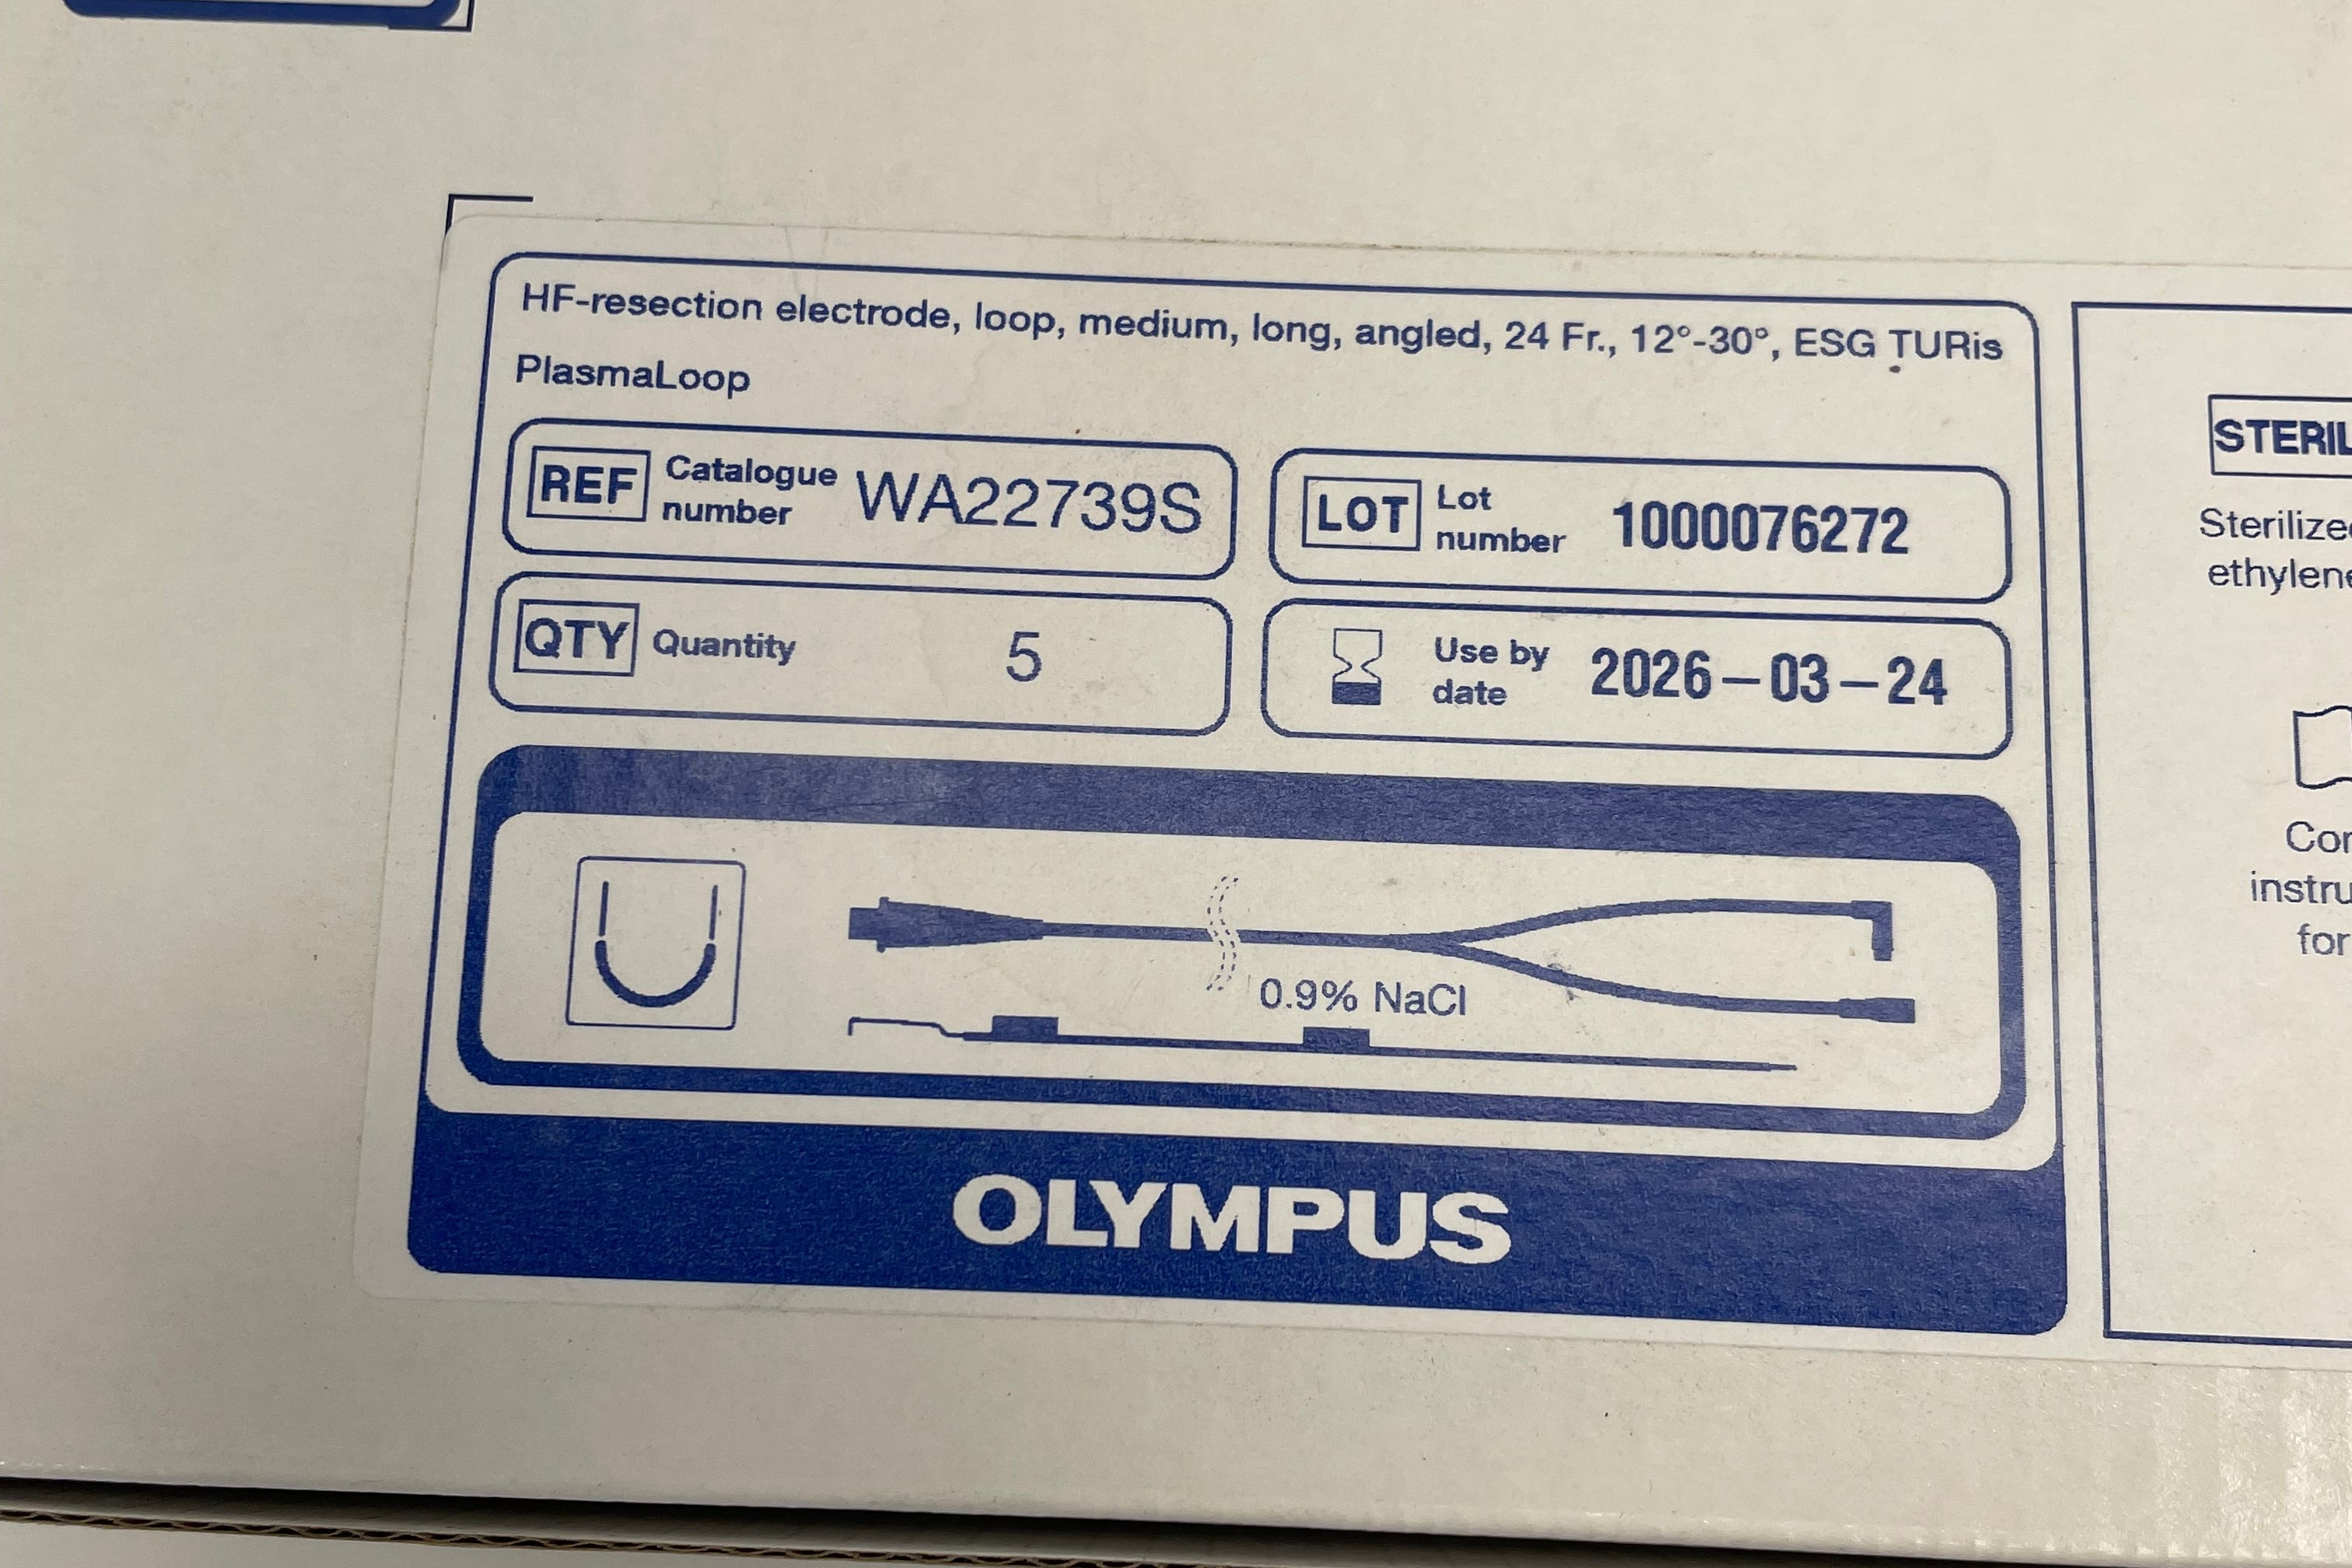 HF-resection electrode, loop, medium, long, angled, 24 Fr., 12°-30°, ESG TURis
PlasmaLoop
REF Catalogue number WA22739S
LOT Lot number 1000076272
QTY Quantity 5
Use by date 2026-03-24
0.9% NaCl
OLYMPUS